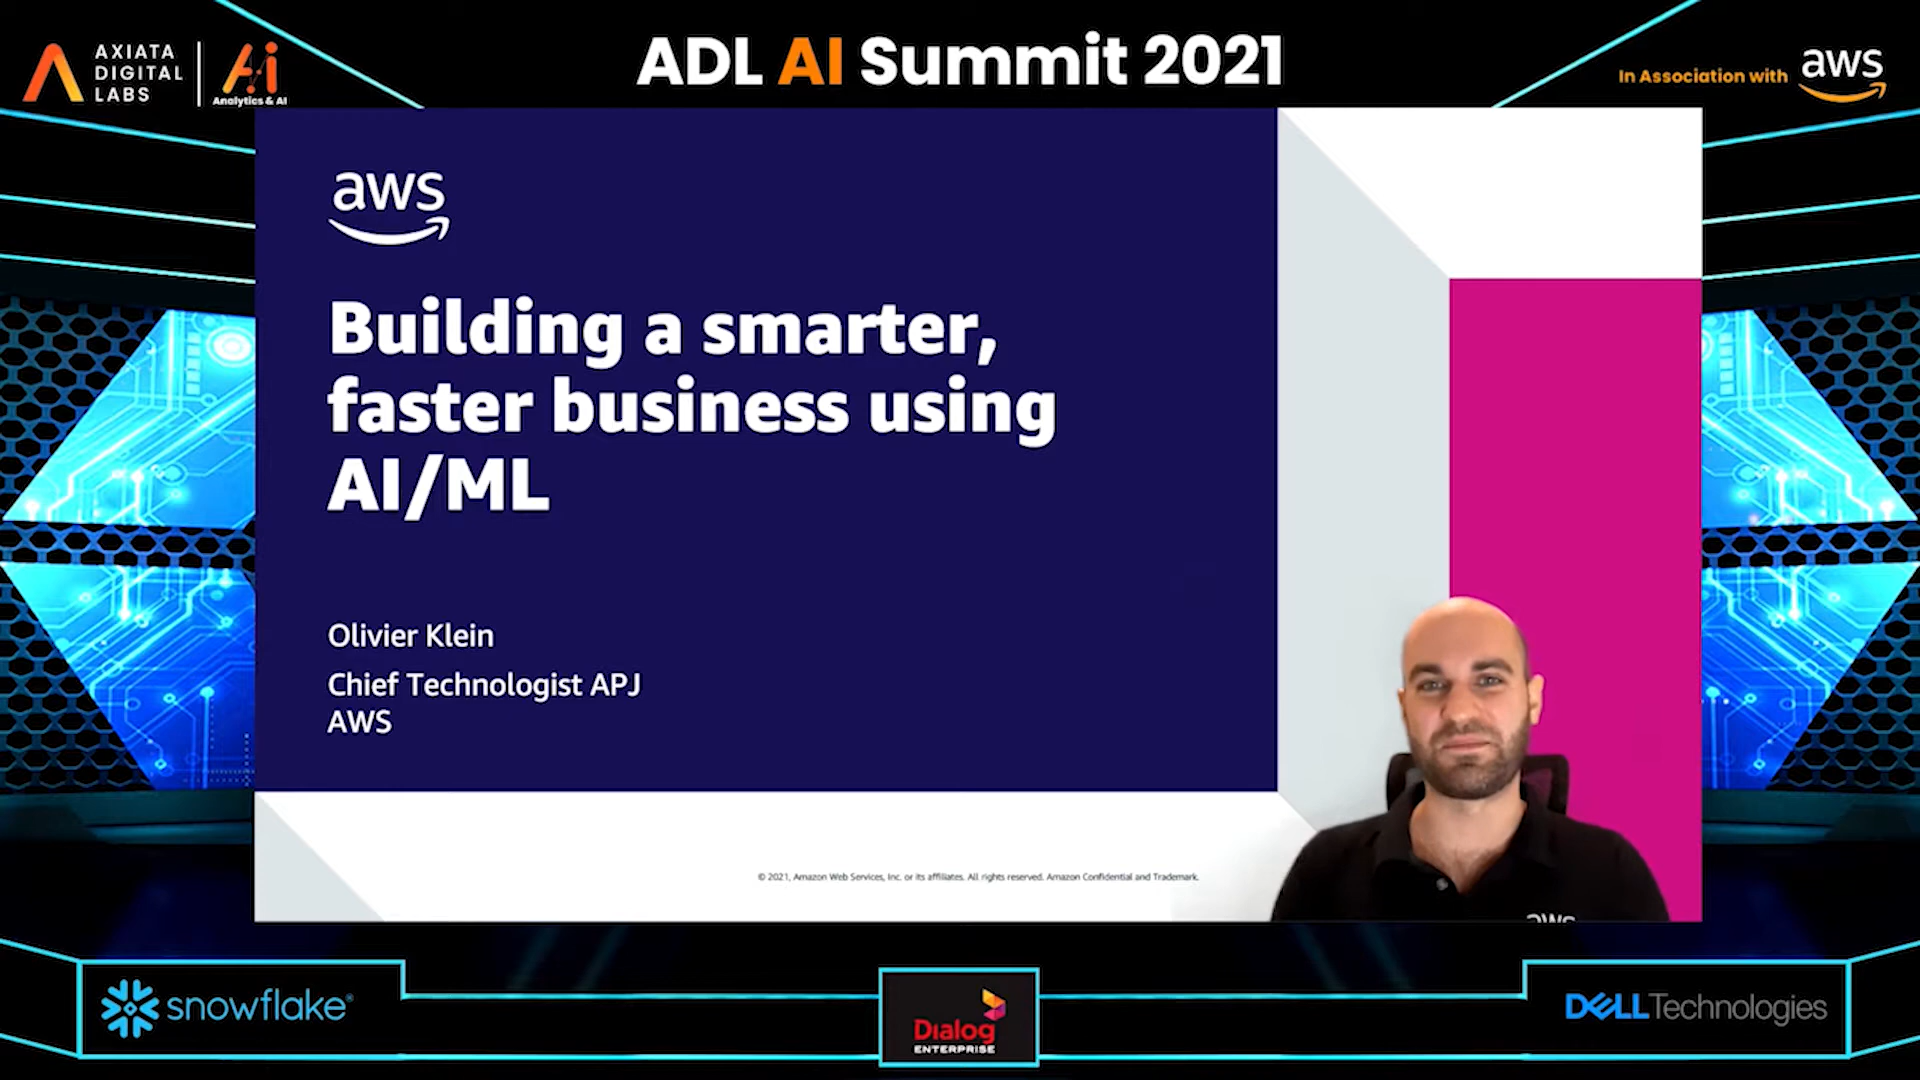 AXIATA
DIGITAL
LABS
Ai
Analytics & AI
ADL AI Summit 2021
In Association with
aws
aws
Building a smarter,
faster business using
AI/ML
Olivier Klein
Chief Technologist APJ
AWS
© 2021, Amazon Web Services, Inc. or its affiliates. All rights reserved. Amazon Confidential and Trademark.
aws
snowflake®
Dialog
ENTERPRISE
DELL Technologies